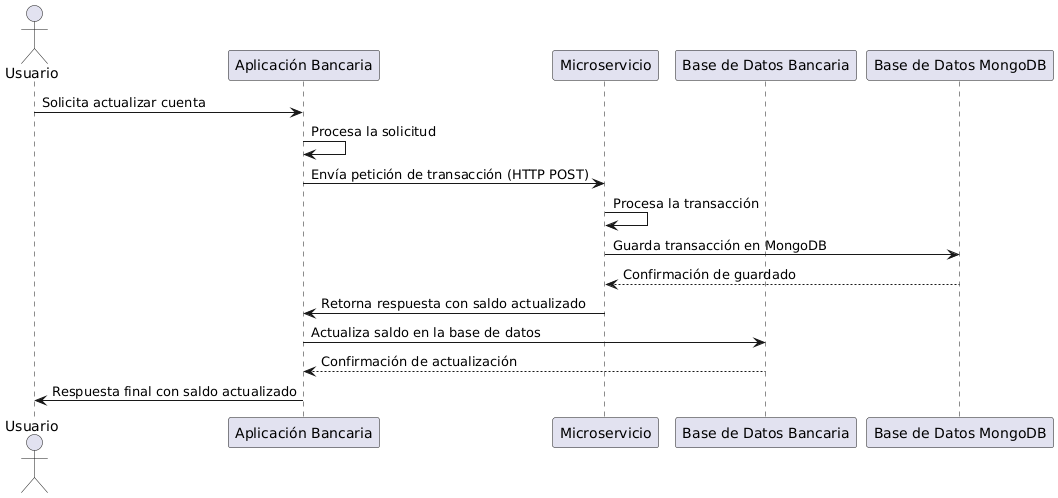 Usuario
Aplicación Bancaria
Microservicio
Base de Datos Bancaria
Base de Datos MongoDB
Solicita actualizar cuenta
Procesa la solicitud
Envía petición de transacción (HTTP POST)
Procesa la transacción
Guarda transacción en MongoDB
Confirmación de guardado
Retorna respuesta con saldo actualizado
Actualiza saldo en la base de datos
Confirmación de actualización
Respuesta final con saldo actualizado
Usuario
Aplicación Bancaria
Microservicio
Base de Datos Bancaria
Base de Datos MongoDB